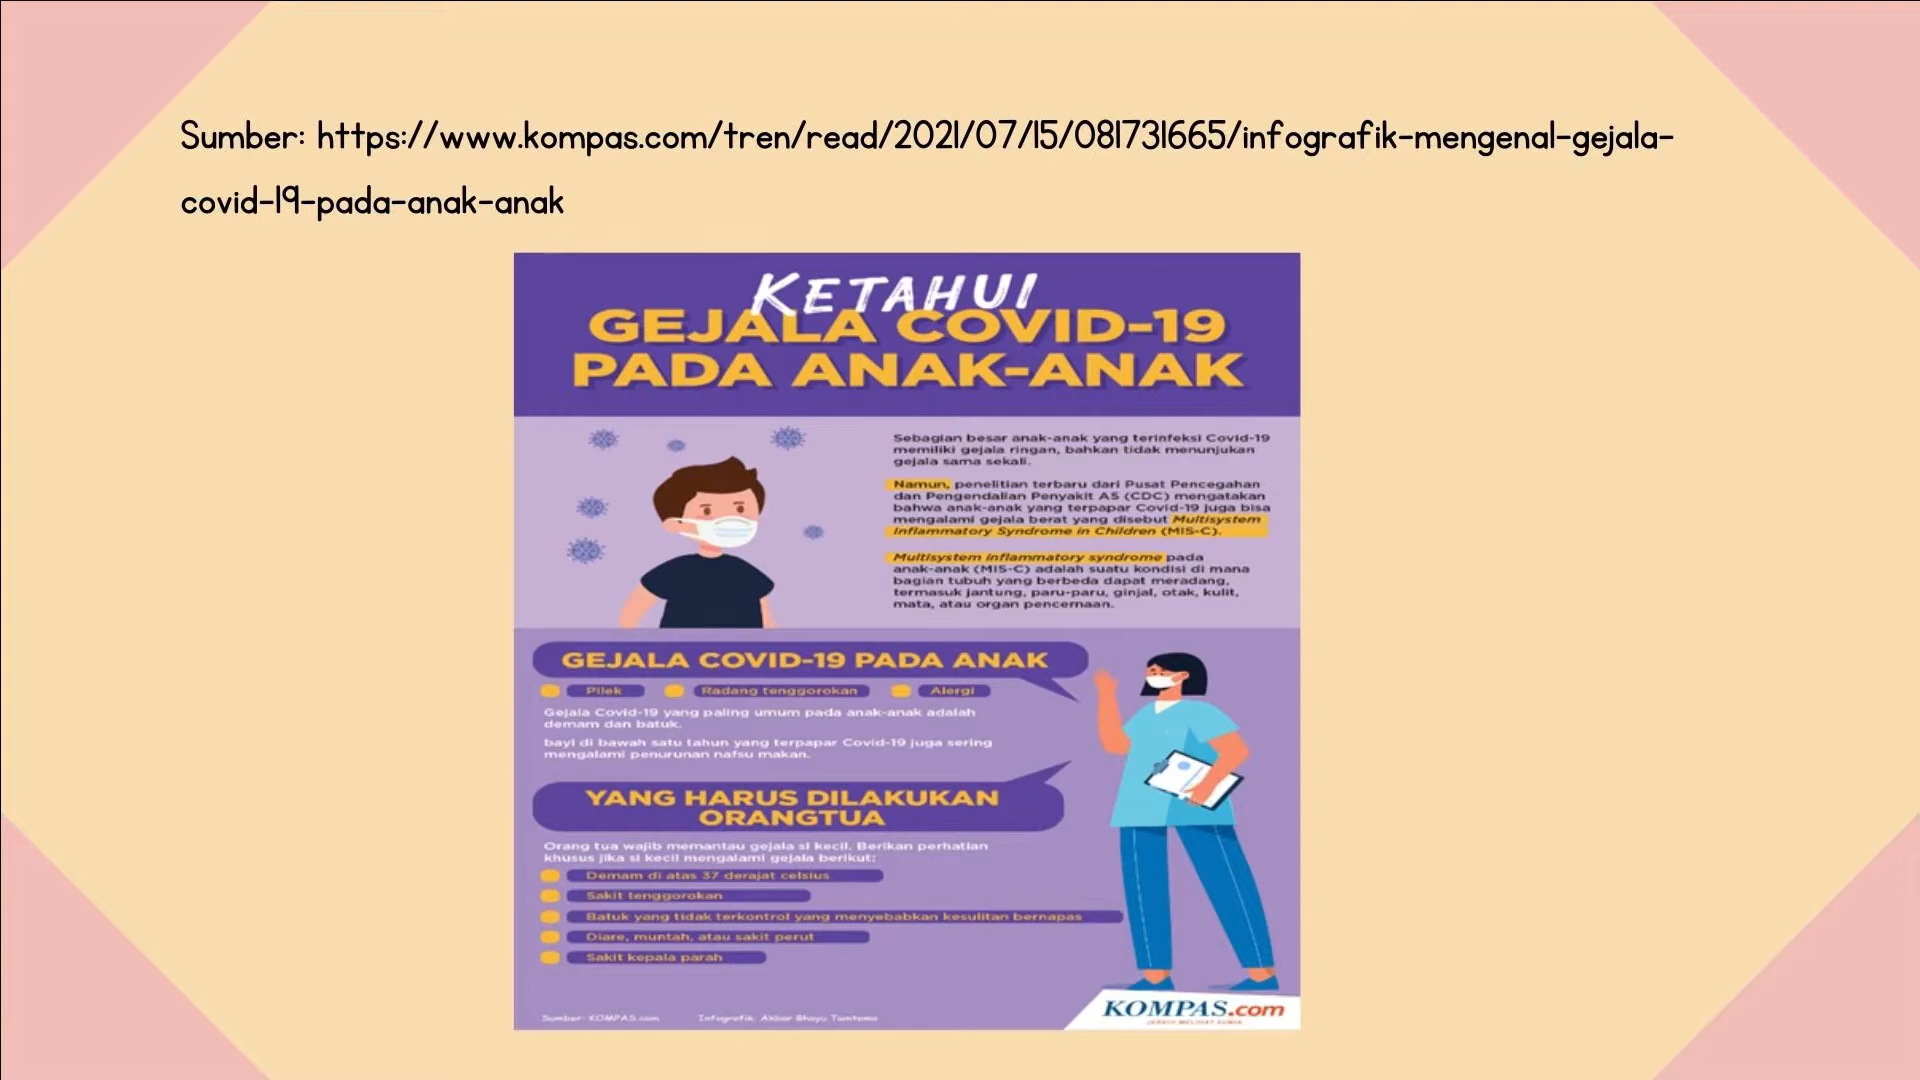 Sumber: https://www.kompas.com/tren/read/2021/07/15/081731665/infografik-mengenal-gejala-
covid-19-pada-anak-anak
KETAHUI
GEJALA COVID-19
PADA ANAK-ANAK
Sebagian besar anak-anak yang terinfeksi Covid-19
memiliki gejala ringan, bahkan tidak menunjukan
gejala sama sekali.
Namun, penelitian terbaru dari Pusat Pencegahan
dan Pengendalian Penyakit AS (CDC) mengatakan
bahwa anak-anak yang terpapar Covid-19 juga bisa
mengalami gejala berat yang disebut Multisystem
Inflammatory Syndrome in Children (MIS-C).
Multisystem inflammatory syndrome pada
anak-anak (MIS-C) adalah suatu kondisi di mana
bagian tubuh yang berbeda dapat meradang,
termasuk jantung, paru-paru, ginjal, otak, kulit,
mata, atau organ pencernaan.
GEJALA COVID-19 PADA ANAK
Pilek Radang tenggorokan Alergi
Gejala Covid-19 yang paling umum pada anak-anak adalah
demam dan batuk.
bayi di bawah satu tahun yang terpapar Covid-19 juga sering
mengalami penurunan nafsu makan.
YANG HARUS DILAKUKAN
ORANGTUA
Orang tua wajib memantau gejala si kecil. Berikan perhatian
khusus jika si kecil mengalami gejala berikut:
Demam di atas 37 derajat celsius
Sakit tenggorokan
Batuk yang tidak terkontrol yang menyebabkan kesulitan bernapas
Diare, muntah, atau sakit perut
Sakit kepala parah
Sumber: KOMPAS.com Infografik: Akbar Bhayu Tamtomo
KOMPAS.com
JERNIH MELIHAT DUNIA